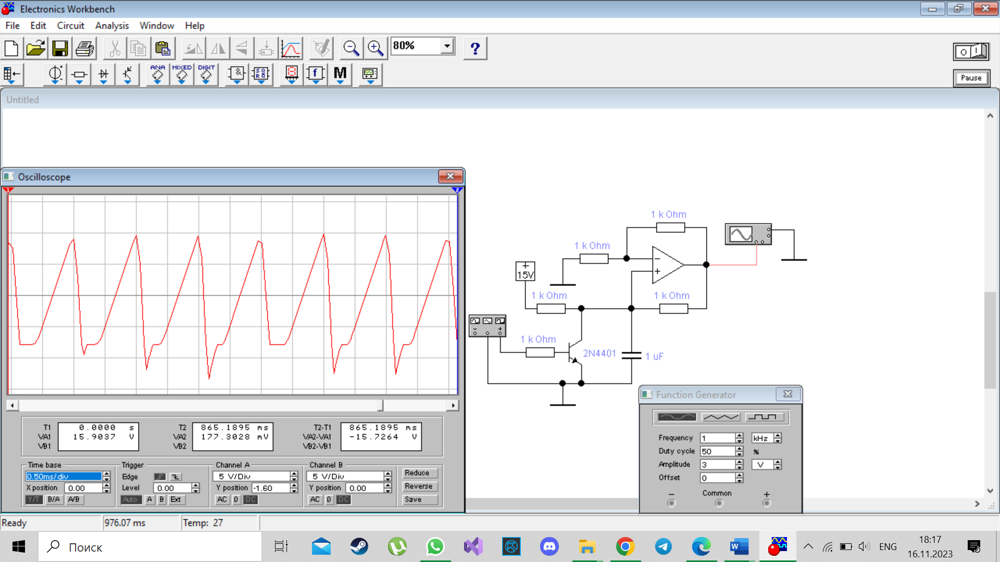 Electronics Workbench
File Edit Circuit Analysis Window Help
80%
?
0 1
ANA MIXED DIGIT
&
f M
Pause
Untitled
Oscilloscope
1 2
1 k Ohm
1 k Ohm
+
15V
1 k Ohm
1 k Ohm
1 k Ohm
2N4401
1 uF
T1 0.0000 s
VA1 15.9037 V
VB1
T2 865.1895 ms
VA2 177.3028 mV
VB2
T2-T1 865.1895 ms
VA2-VA1 -15.7264 V
VB2-VB1
Time base
0.50ms/div
X position 0.00
Y/T B/A A/B
Trigger
Edge
Level 0.00
Auto A B Ext
Channel A
5 V/Div
Y position -1.60
AC 0 DC
Channel B
5 V/Div
Y position 0.00
AC 0 DC
Reduce
Reverse
Save
Function Generator
Frequency 1 kHz
Duty cycle 50 %
Amplitude 3 V
Offset 0
− Common +
Ready 976.07 ms Temp: 27
Поиск
W
ENG
18:17
16.11.2023